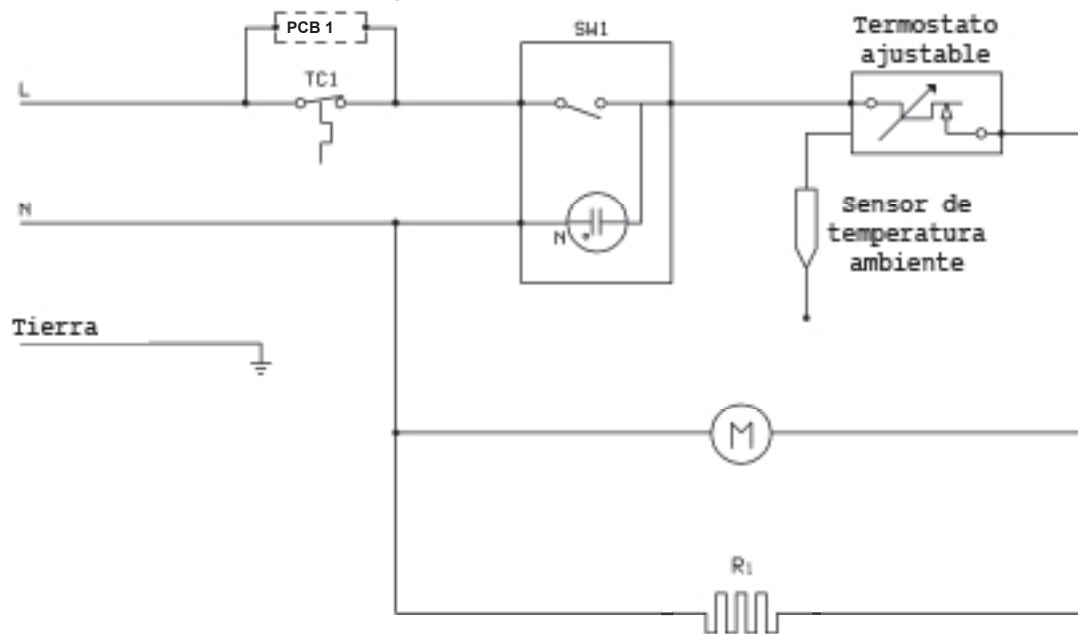 PCB 1
SW1
Termostato
ajustable
TC1
L
N
N
Sensor de
temperatura
ambiente
Tierra
M
R1